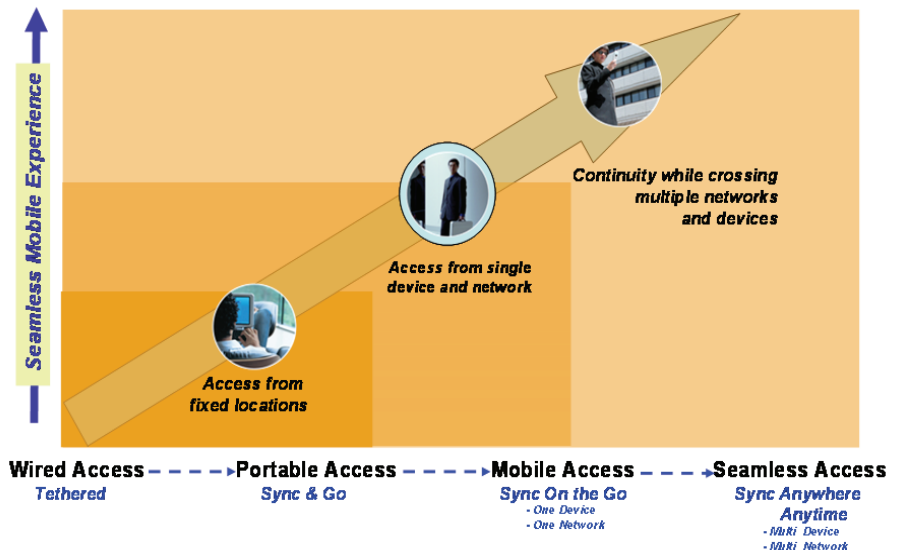 Seamless Mobile Experience
Continuity while crossing
multiple networks
and devices
Access from single
device and network
Access from
fixed locations
Wired Access
Tethered
Portable Access
Sync & Go
Mobile Access
Sync On the Go
- One Device
- One Network
Seamless Access
Sync Anywhere
Anytime
- Multi Device
- Multi Network